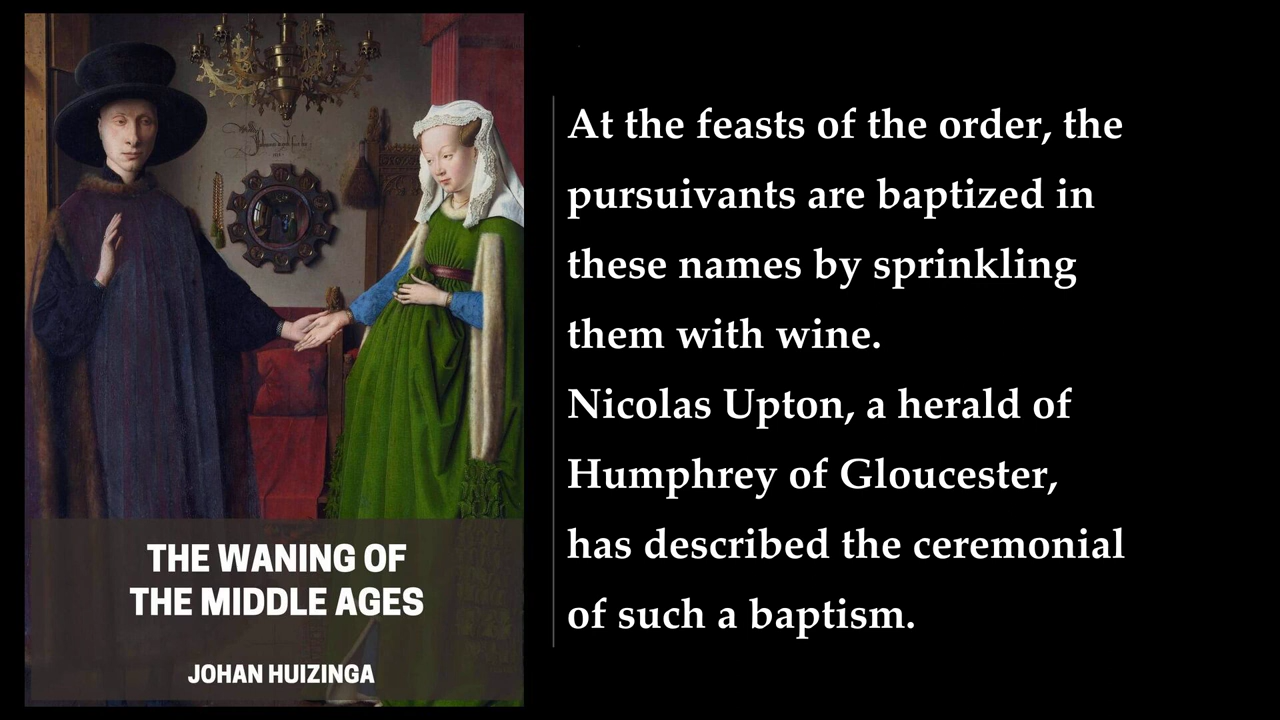 THE WANING OF
THE MIDDLE AGES
JOHAN HUIZINGA
At the feasts of the order, the
pursuivants are baptized in
these names by sprinkling
them with wine.
Nicolas Upton, a herald of
Humphrey of Gloucester,
has described the ceremonial
of such a baptism.